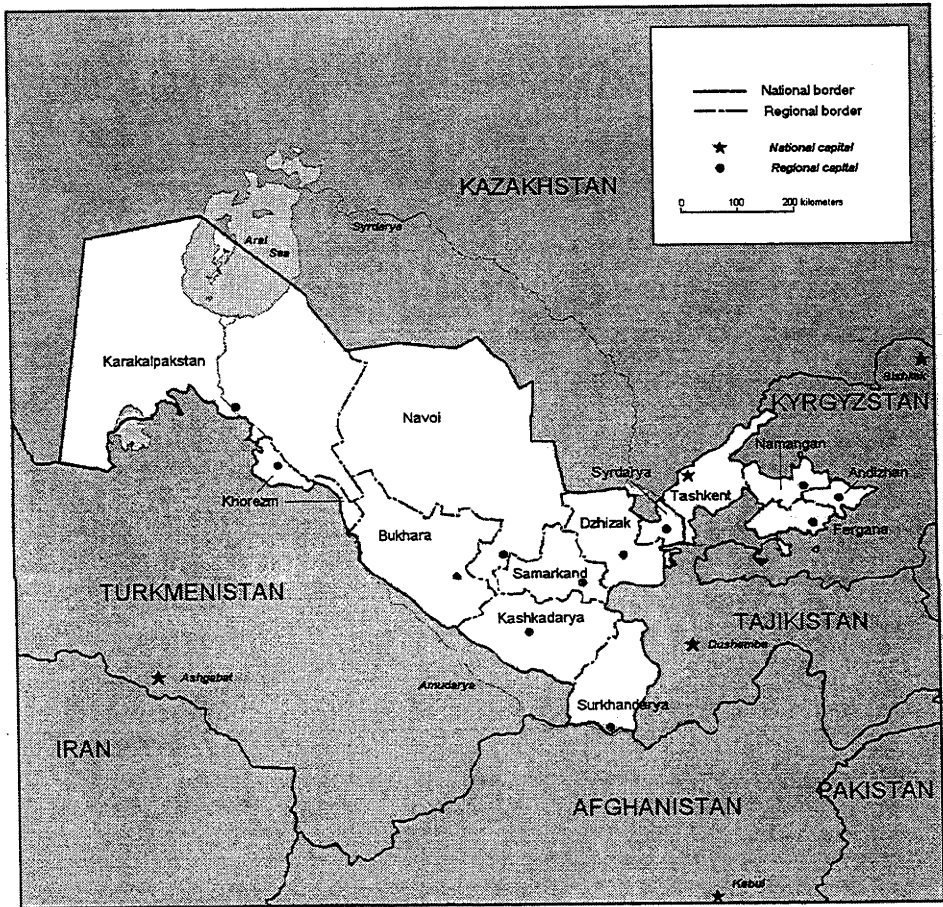 National border
Regional border
National capital
Regional capital
0 100 200 kilometers
KAZAKHSTAN
Syrdarya
Aral
Sea
Karakalpakstan
Bishkek
KYRGYZSTAN
Navoi
Namangan
Andizhan
Syrdarya
Tashkent
Khorezm
Dzhizak
Fergana
Bukhara
Samarkand
TURKMENISTAN
Kashkadarya
TAJIKISTAN
Dushambe
Ashgabat
Amudarya
Surkhandarya
IRAN
AFGHANISTAN
PAKISTAN
Kabul